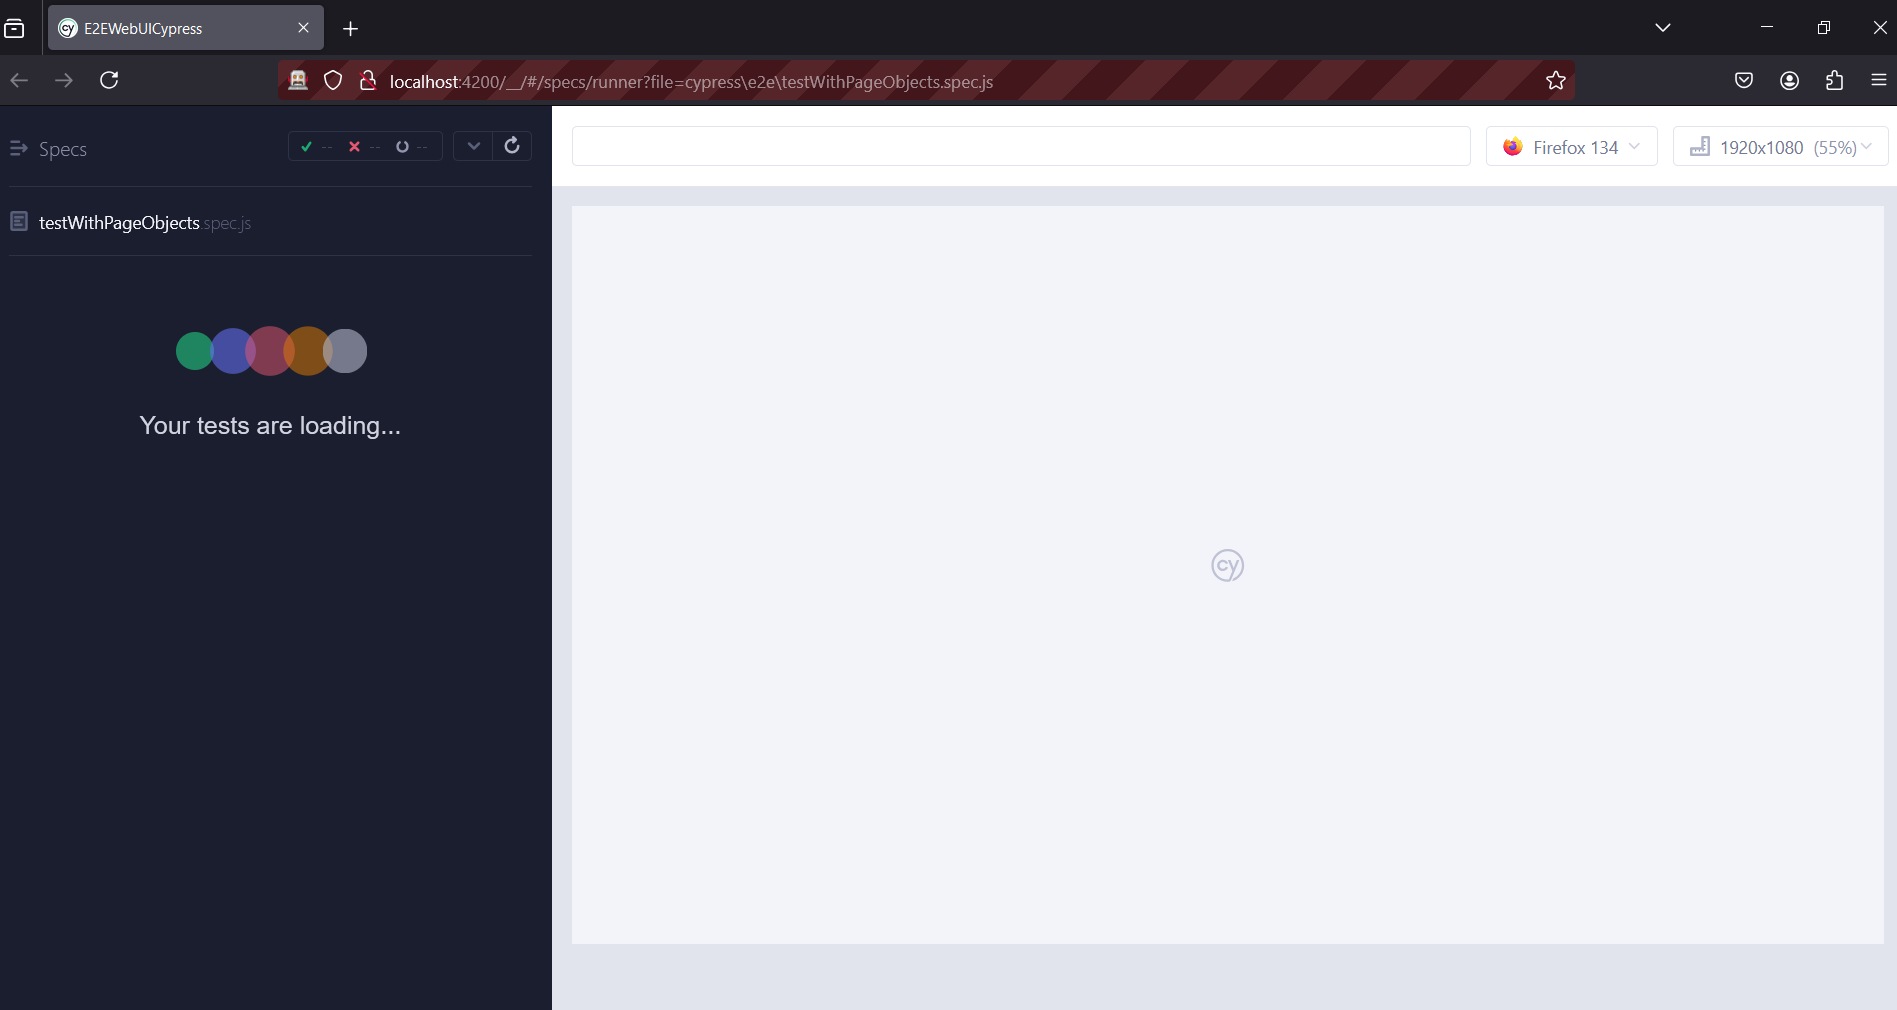 E2EWebUICypress
localhost:4200/__/#/specs/runner?file=cypress\e2e\testWithPageObjects.spec.js
Specs
-- -- --
testWithPageObjects.spec.js
Your tests are loading...
Firefox 134
1920x1080 (55%)
cy